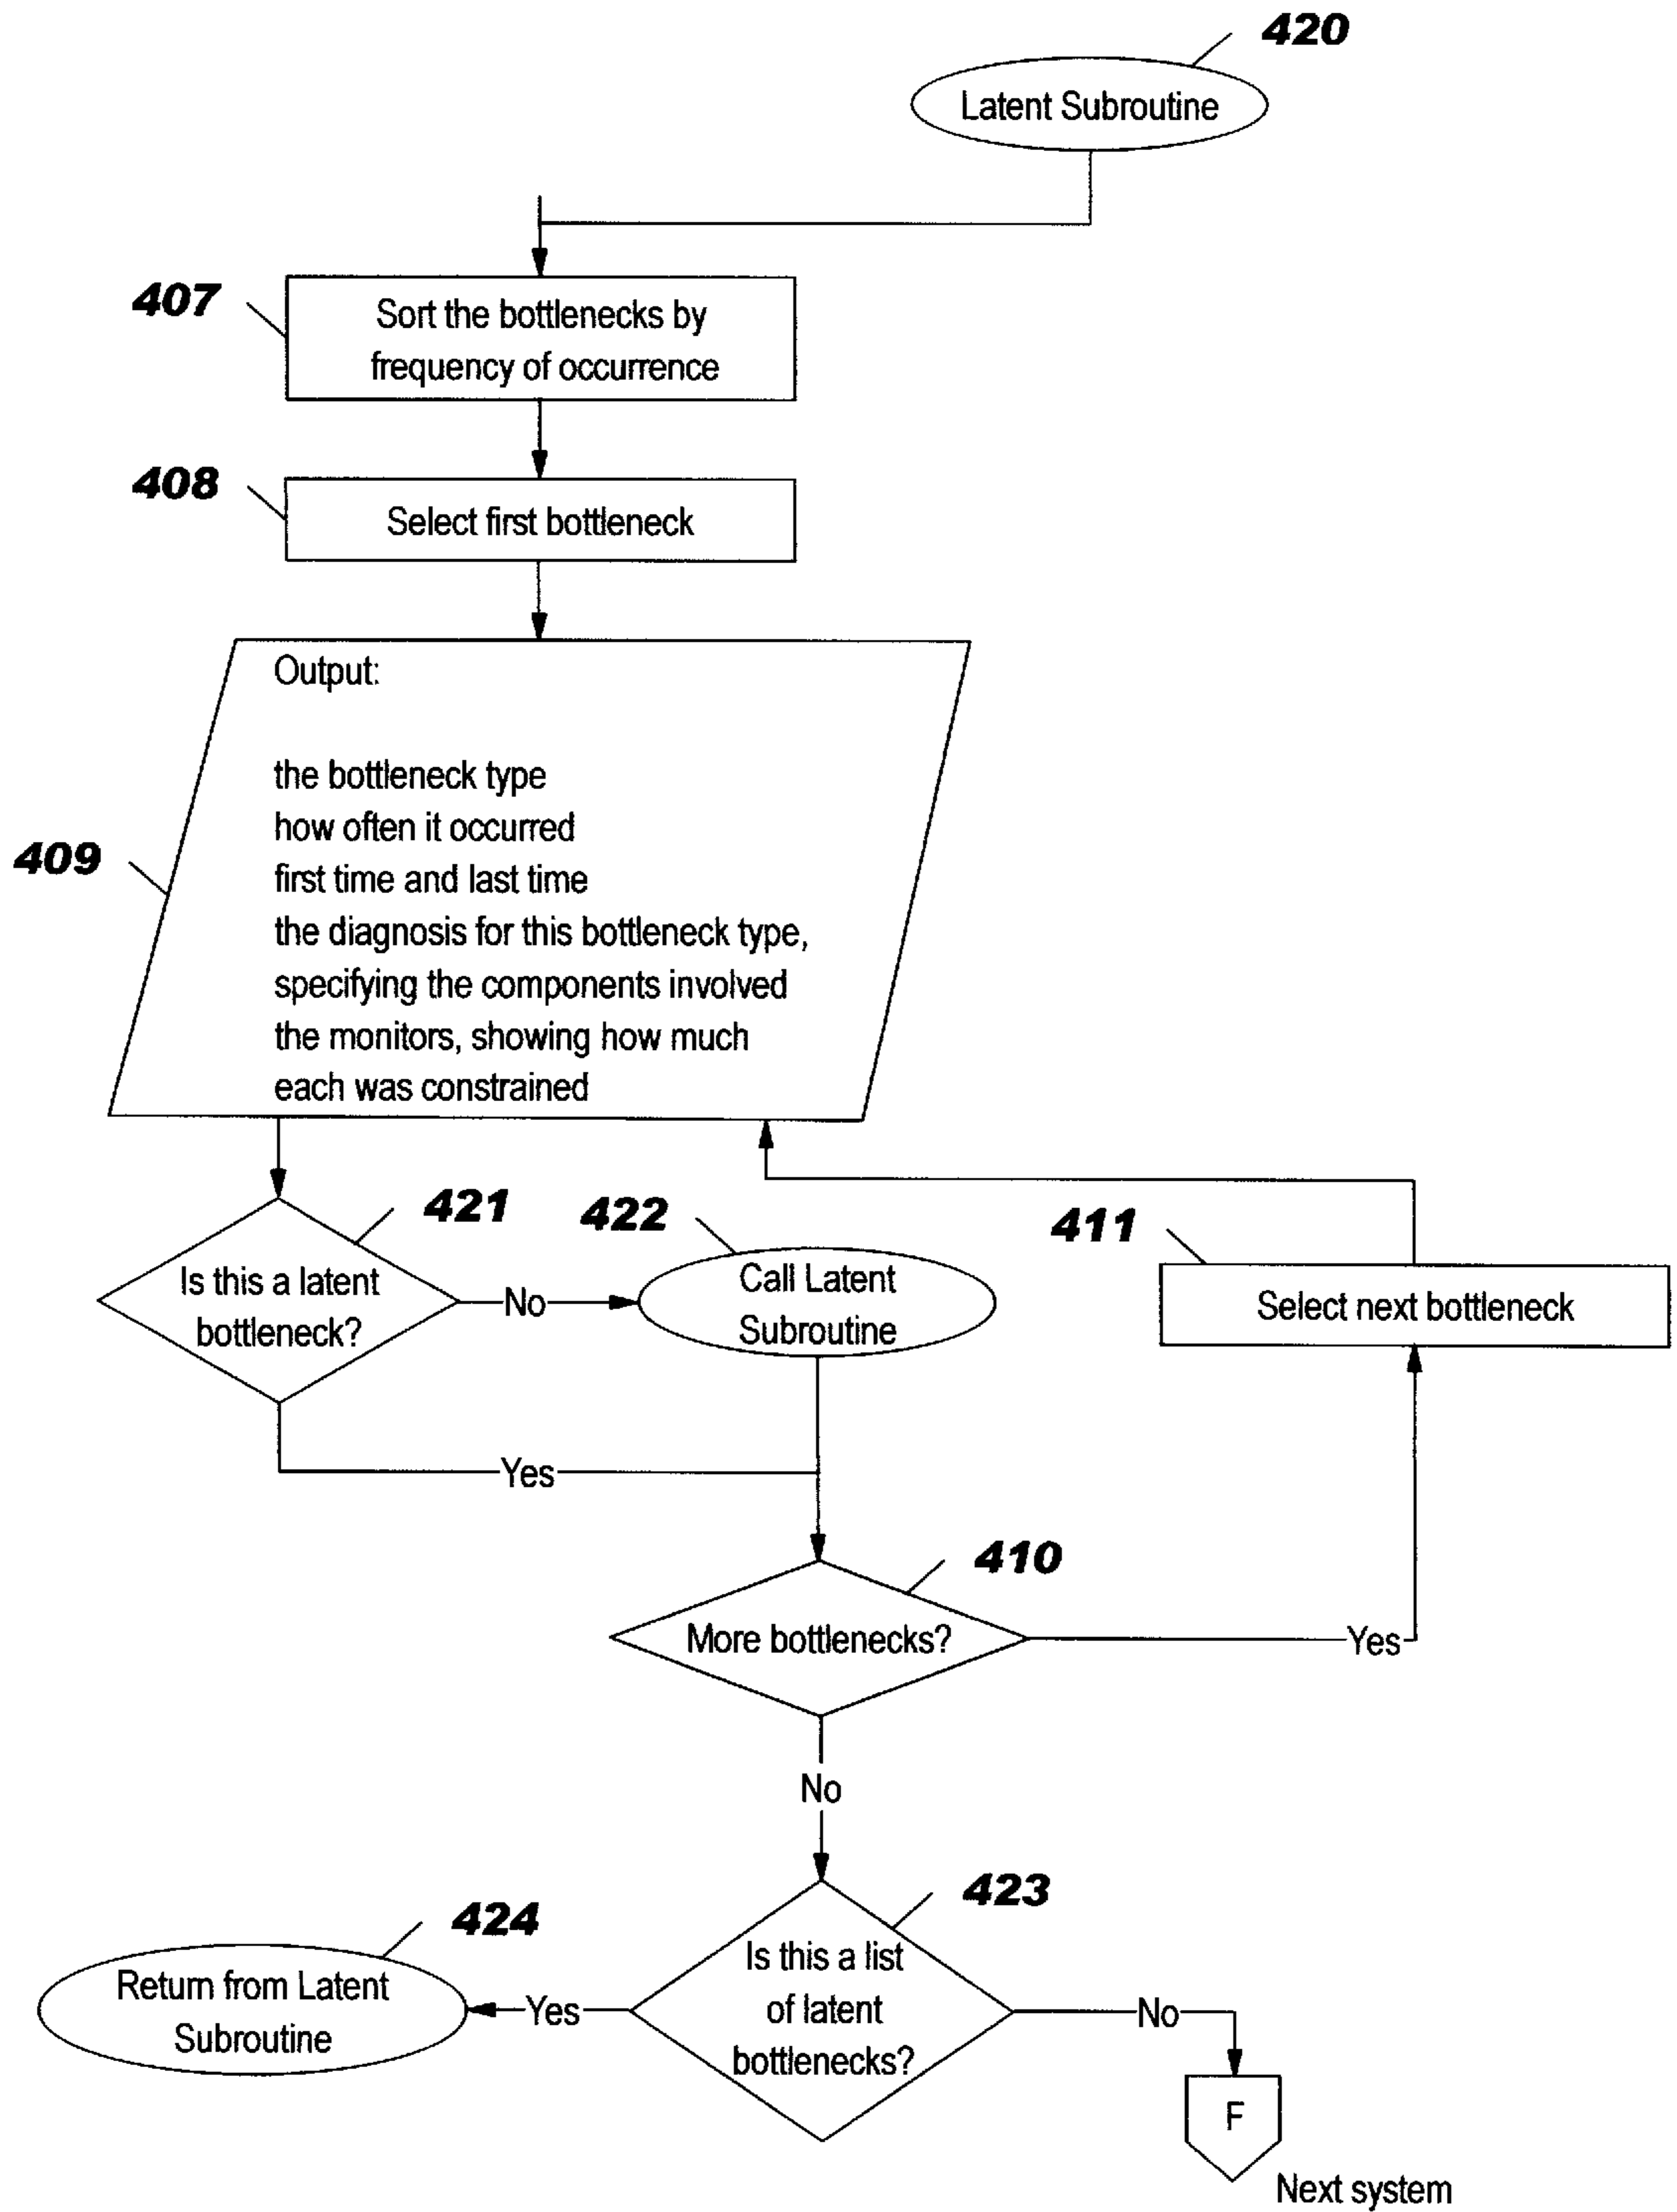 420
Latent Subroutine
407
Sort the bottlenecks by
frequency of occurrence
408
Select first bottleneck
409
Output:
the bottleneck type
how often it occurred
first time and last time
the diagnosis for this bottleneck type,
specifying the components involved
the monitors, showing how much
each was constrained
421
Is this a latent
bottleneck?
No
422
Call Latent
Subroutine
411
Select next bottleneck
Yes
410
More bottlenecks?
Yes
No
423
Is this a list
of latent
bottlenecks?
Yes
424
Return from Latent
Subroutine
No
F
Next system